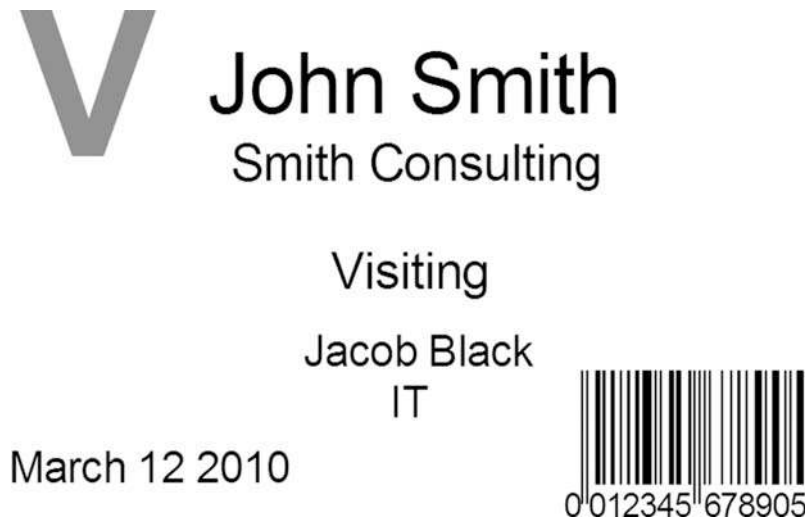 V
John Smith
Smith Consulting
Visiting
Jacob Black
IT
March 12 2010
0 012345 678905